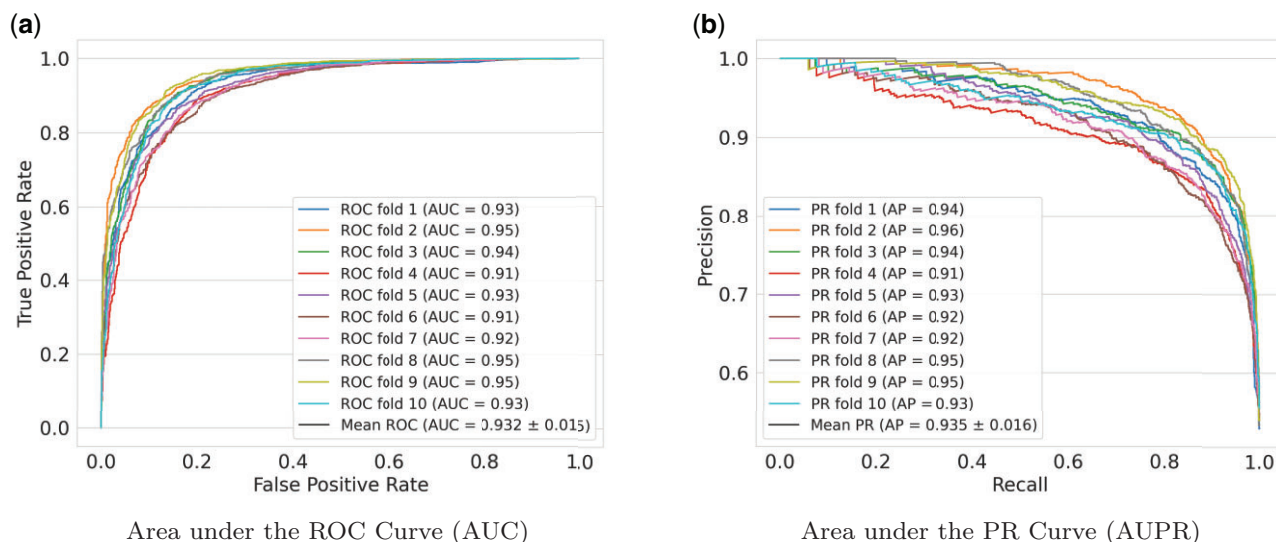 (a)
1.0
0.8
0.6
0.4
0.2
0.0
True Positive Rate
ROC fold 1 (AUC = 0.93)
ROC fold 2 (AUC = 0.95)
ROC fold 3 (AUC = 0.94)
ROC fold 4 (AUC = 0.91)
ROC fold 5 (AUC = 0.93)
ROC fold 6 (AUC = 0.91)
ROC fold 7 (AUC = 0.92)
ROC fold 8 (AUC = 0.95)
ROC fold 9 (AUC = 0.95)
ROC fold 10 (AUC = 0.93)
Mean ROC (AUC = 0.932 ± 0.015)
0.0 0.2 0.4 0.6 0.8 1.0
False Positive Rate
Area under the ROC Curve (AUC)
(b)
1.0
0.9
0.8
0.7
0.6
Precision
PR fold 1 (AP = 0.94)
PR fold 2 (AP = 0.96)
PR fold 3 (AP = 0.94)
PR fold 4 (AP = 0.91)
PR fold 5 (AP = 0.93)
PR fold 6 (AP = 0.92)
PR fold 7 (AP = 0.92)
PR fold 8 (AP = 0.95)
PR fold 9 (AP = 0.95)
PR fold 10 (AP = 0.93)
Mean PR (AP = 0.935 ± 0.016)
0.0 0.2 0.4 0.6 0.8 1.0
Recall
Area under the PR Curve (AUPR)